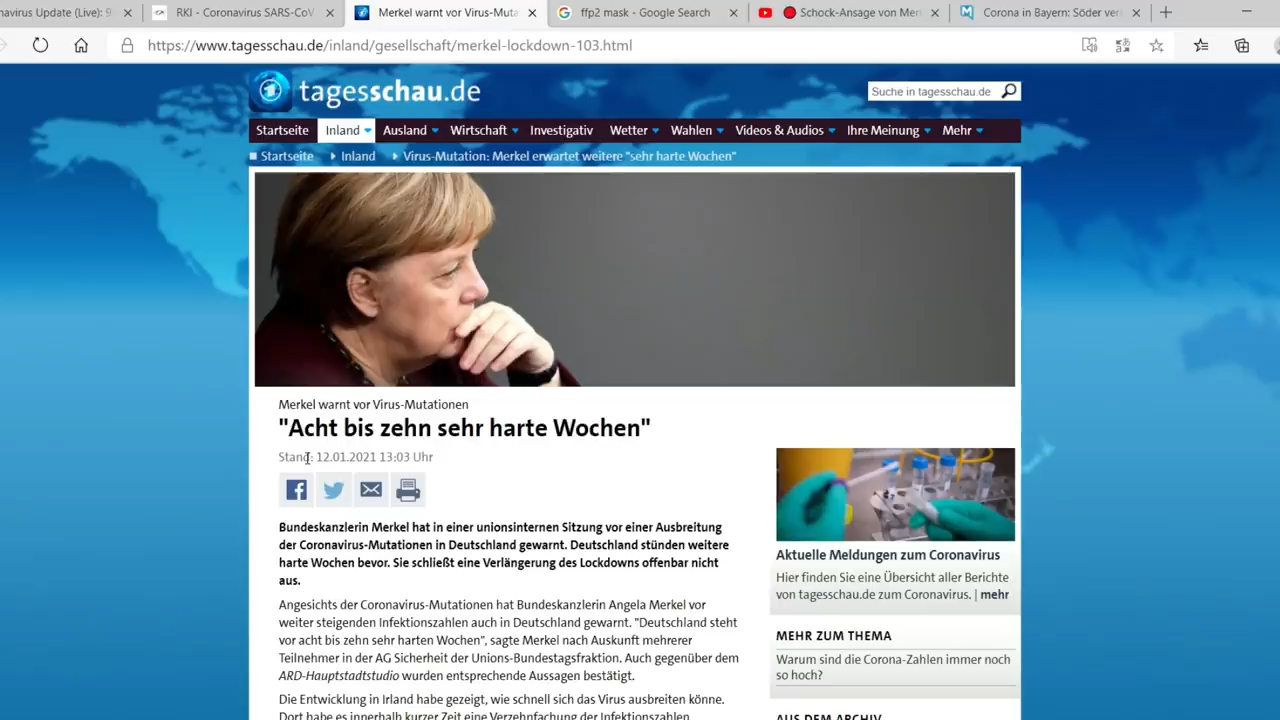 navirus Update (Live): 9
RKI - Coronavirus SARS-CoV
Merkel warnt vor Virus-Muta
ffp2 mask - Google Search
Schock-Ansage von Mer
Corona in Bayern: Söder ver
https://www.tagesschau.de/inland/gesellschaft/merkel-lockdown-103.html
tagesschau.de
Suche in tagesschau.de
Startseite Inland Ausland Wirtschaft Investigativ Wetter Wahlen Videos & Audios Ihre Meinung Mehr
Startseite Inland Virus-Mutation: Merkel erwartet weitere "sehr harte Wochen"
Merkel warnt vor Virus-Mutationen
"Acht bis zehn sehr harte Wochen"
Stand: 12.01.2021 13:03 Uhr
Bundeskanzlerin Merkel hat in einer unionsinternen Sitzung vor einer Ausbreitung
der Coronavirus-Mutationen in Deutschland gewarnt. Deutschland stünden weitere
harte Wochen bevor. Sie schließt eine Verlängerung des Lockdowns offenbar nicht
aus.
Angesichts der Coronavirus-Mutationen hat Bundeskanzlerin Angela Merkel vor
weiter steigenden Infektionszahlen auch in Deutschland gewarnt. "Deutschland steht
vor acht bis zehn sehr harten Wochen", sagte Merkel nach Auskunft mehrerer
Teilnehmer in der AG Sicherheit der Unions-Bundestagsfraktion. Auch gegenüber dem
ARD-Hauptstadtstudio wurden entsprechende Aussagen bestätigt.
Die Entwicklung in Irland habe gezeigt, wie schnell sich das Virus ausbreiten könne.
Dort habe es innerhalb kurzer Zeit eine Verzehnfachung der Infektionszahlen
Aktuelle Meldungen zum Coronavirus
Hier finden Sie eine Übersicht aller Berichte
von tagesschau.de zum Coronavirus. | mehr
MEHR ZUM THEMA
Warum sind die Corona-Zahlen immer noch
so hoch?
AUS DEM ARCHIV